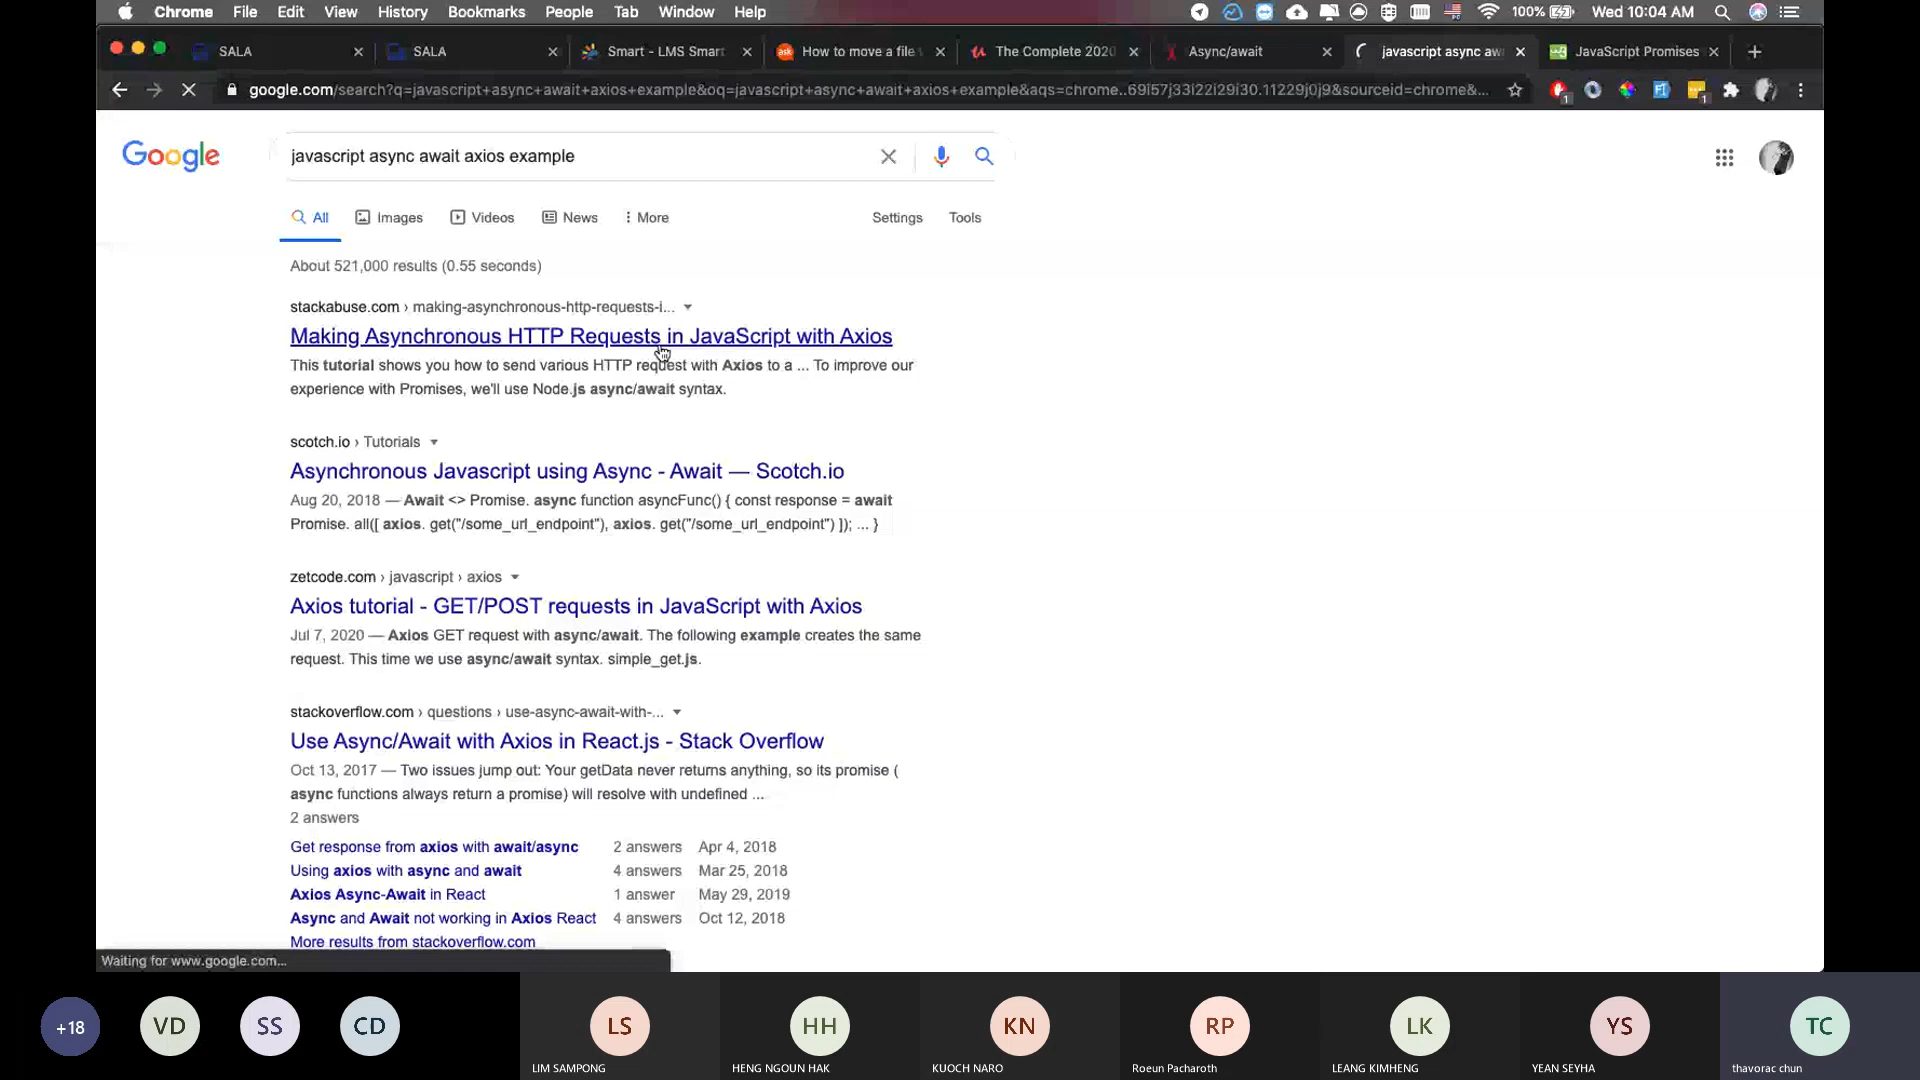 Chrome File Edit View History Bookmarks People Tab Window Help 100% Wed 10:04 AM
SALA SALA Smart - LMS Smart How to move a file The Complete 2020 Async/await javascript async aw JavaScript Promises
google.com/search?q=javascript+async+await+axios+example&oq=javascript+async+await+axios+example&aqs=chrome..69i57j33i22i29i30.11229j0j9&sourceid=chrome&...
Google
javascript async await axios example
All Images Videos News More Settings Tools
About 521,000 results (0.55 seconds)
stackabuse.com › making-asynchronous-http-requests-i...
Making Asynchronous HTTP Requests in JavaScript with Axios
This tutorial shows you how to send various HTTP request with Axios to a ... To improve our
experience with Promises, we'll use Node.js async/await syntax.
scotch.io › Tutorials
Asynchronous Javascript using Async - Await — Scotch.io
Aug 20, 2018 — Await <> Promise. async function asyncFunc() { const response = await
Promise. all([ axios. get("/some_url_endpoint"), axios. get("/some_url_endpoint") ]); ... }
zetcode.com › javascript › axios
Axios tutorial - GET/POST requests in JavaScript with Axios
Jul 7, 2020 — Axios GET request with async/await. The following example creates the same
request. This time we use async/await syntax. simple_get.js.
stackoverflow.com › questions › use-async-await-with-...
Use Async/Await with Axios in React.js - Stack Overflow
Oct 13, 2017 — Two issues jump out: Your getData never returns anything, so its promise (
async functions always return a promise) will resolve with undefined ...
2 answers
Get response from axios with await/async 2 answers Apr 4, 2018
Using axios with async and await 4 answers Mar 25, 2018
Axios Async-Await in React 1 answer May 29, 2019
Async and Await not working in Axios React 4 answers Oct 12, 2018
More results from stackoverflow.com
Waiting for www.google.com...
+18 VD SS CD LS HH KN RP LK YS TC
LIM SAMPONG HENG NGOUN HAK KUOCH NARO Roeun Pacharoth LEANG KIMHENG YEAN SEYHA thavorac chun